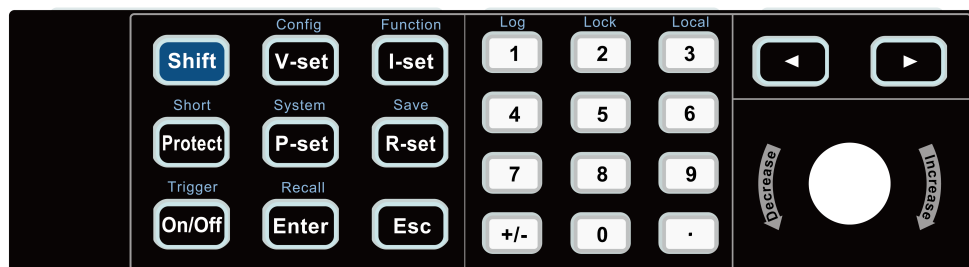 Config Function Log Lock Local
Shift V-set I-set 1 2 3 ◄ ►
Short System Save
Protect P-set R-set 4 5 6
Trigger Recall 7 8 9 Decrease Increase
On/Off Enter Esc +/- 0 .